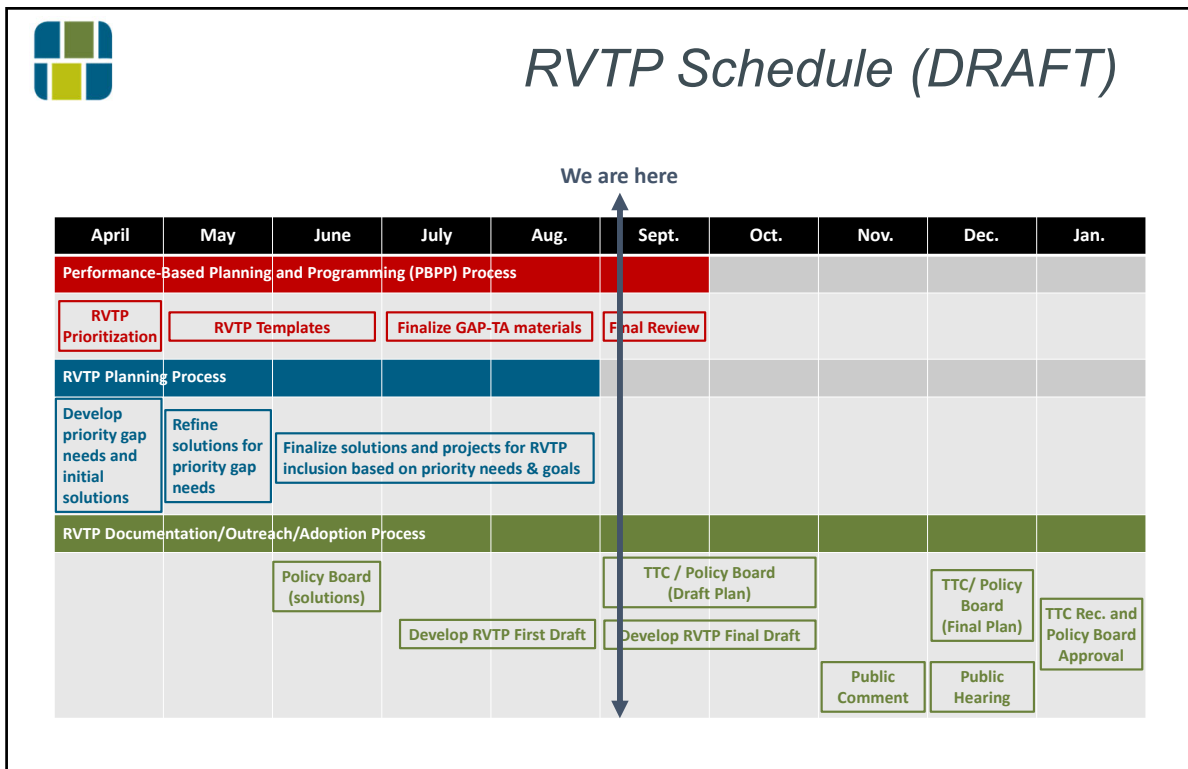 RVTP Schedule (DRAFT)
We are here
April May June July Aug. Sept. Oct. Nov. Dec. Jan.
Performance-Based Planning and Programming (PBPP) Process
RVTP
Prioritization
RVTP Templates
Finalize GAP-TA materials
Final Review
RVTP Planning Process
Develop
priority gap
needs and
initial
solutions
Refine
solutions for
priority gap
needs
Finalize solutions and projects for RVTP
inclusion based on priority needs & goals
RVTP Documentation/Outreach/Adoption Process
Policy Board
(solutions)
TTC / Policy Board
(Draft Plan)
TTC/ Policy
Board
(Final Plan)
TTC Rec. and
Policy Board
Approval
Develop RVTP First Draft
Develop RVTP Final Draft
Public
Comment
Public
Hearing